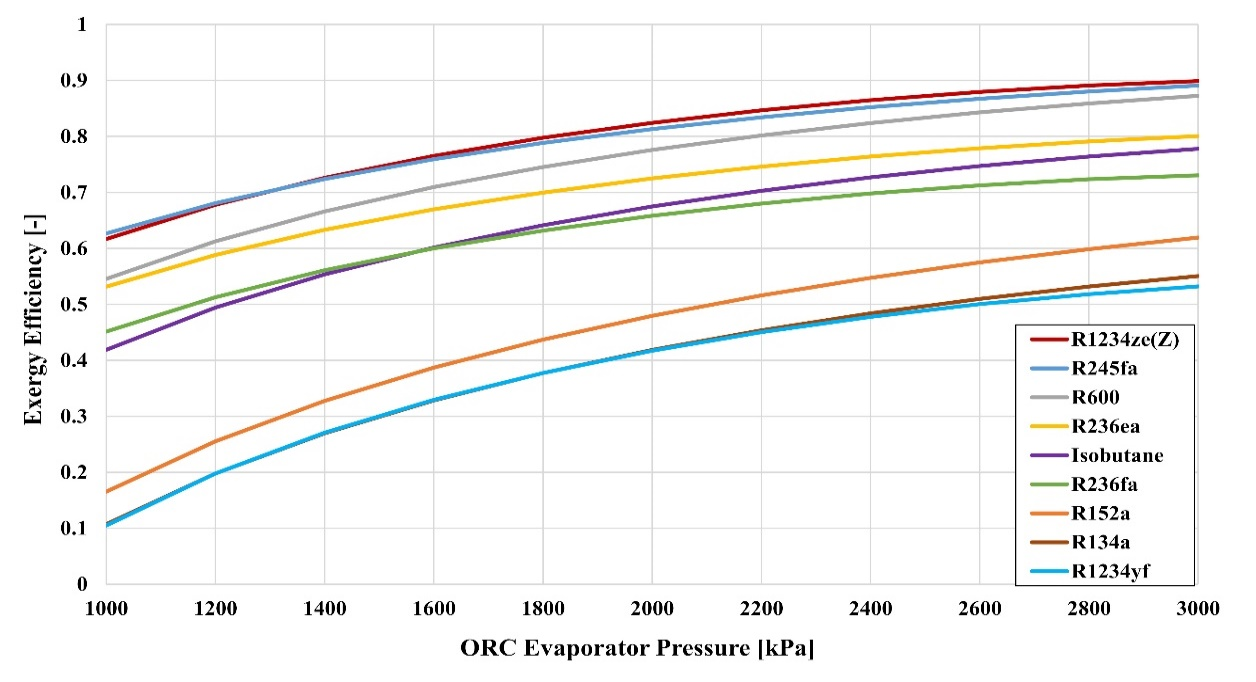 1
0.9
0.8
0.7
0.6
0.5
0.4
0.3
0.2
0.1
0
Exergy Efficiency [-]
1000 1200 1400 1600 1800 2000 2200 2400 2600 2800 3000
ORC Evaporator Pressure [kPa]
R1234ze(Z)
R245fa
R600
R236ea
Isobutane
R236fa
R152a
R134a
R1234yf